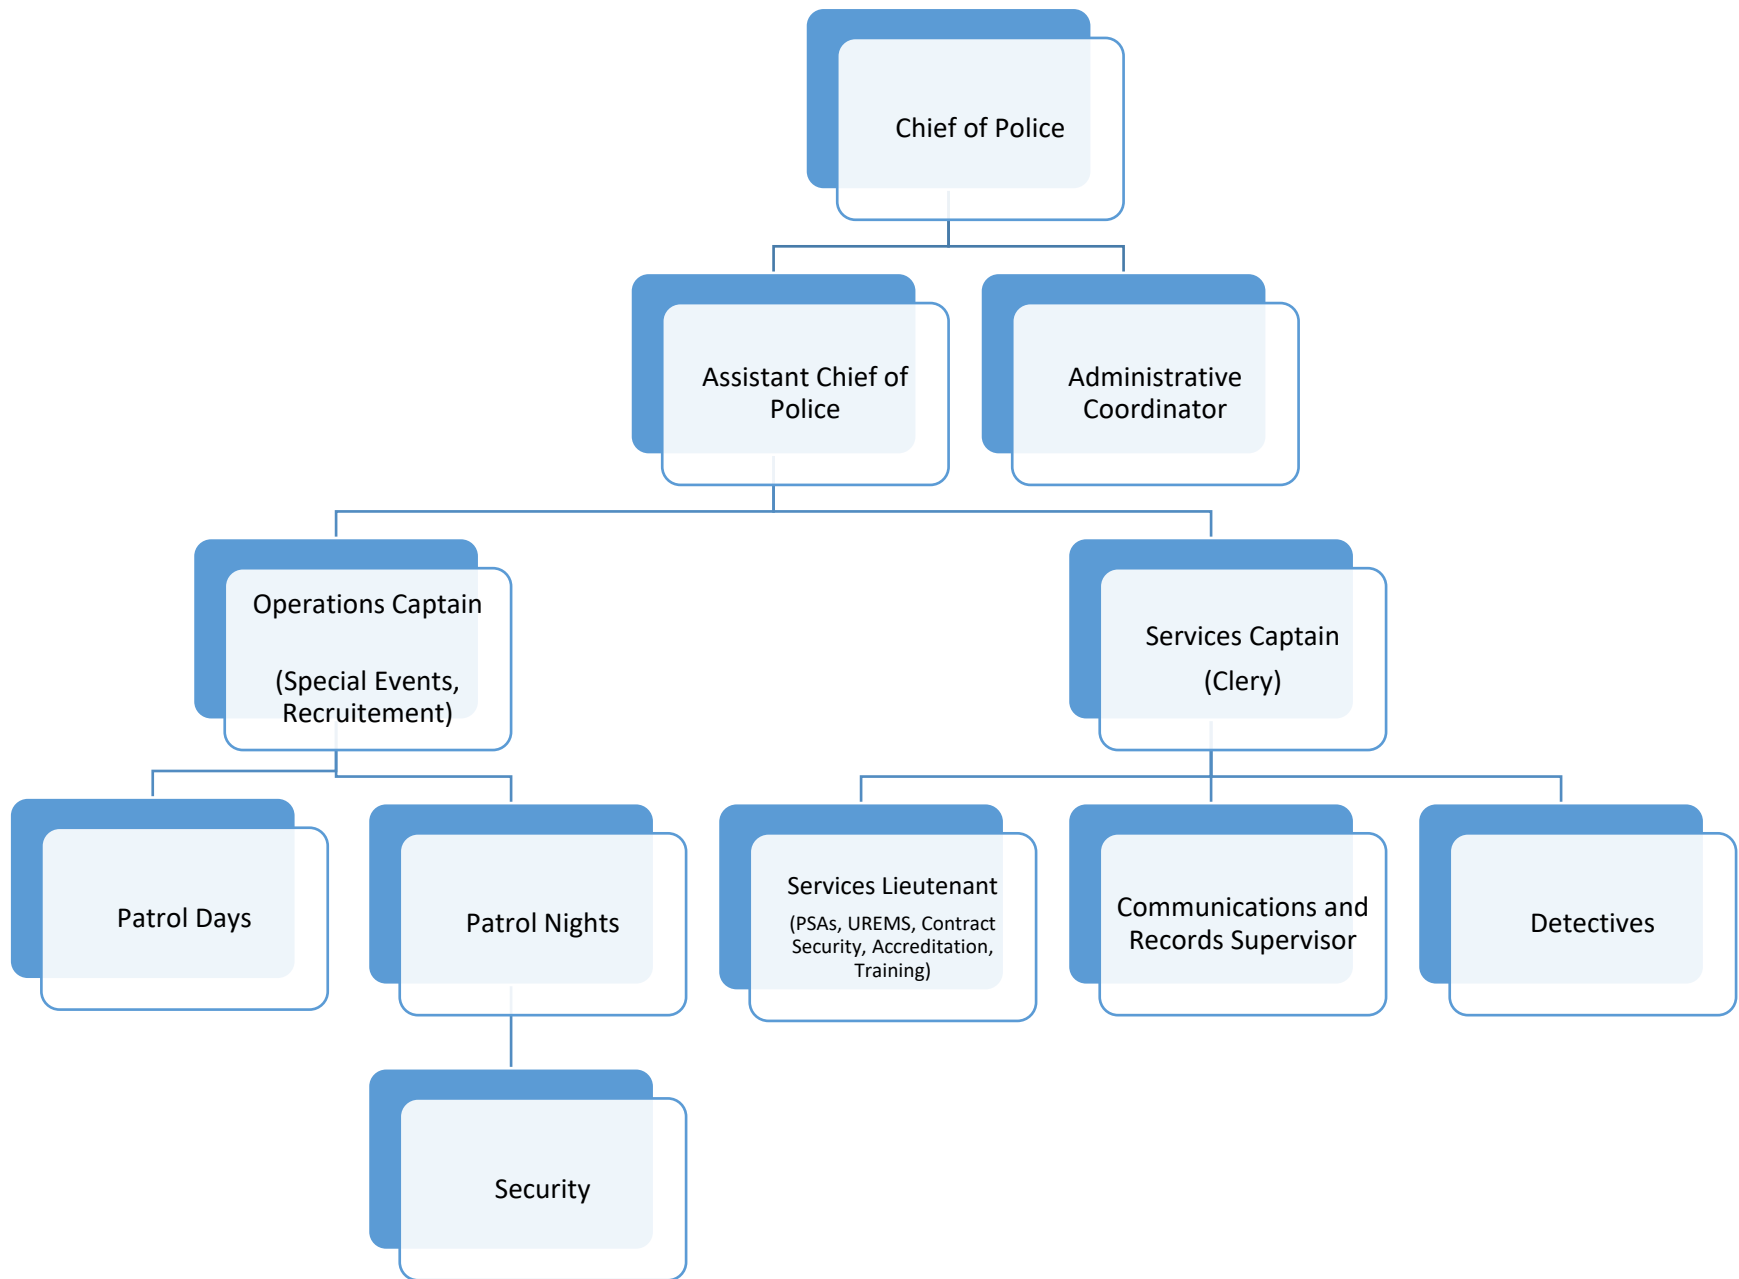 Chief of Police
Assistant Chief of
Police
Administrative
Coordinator
Operations Captain
(Special Events,
Recruitement)
Services Captain
(Clery)
Patrol Days
Patrol Nights
Services Lieutenant
(PSAs, UREMS, Contract
Security, Accreditation,
Training)
Communications and
Records Supervisor
Detectives
Security